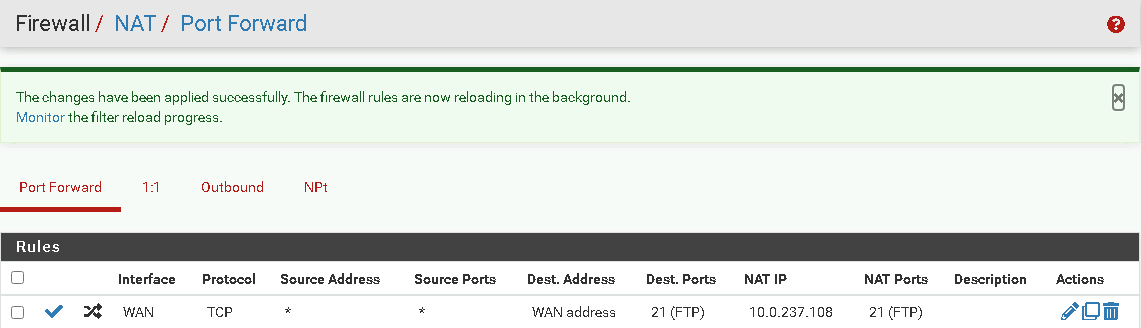 Firewall / NAT / Port Forward
The changes have been applied successfully. The firewall rules are now reloading in the background.
Monitor the filter reload progress.
Port Forward 1:1 Outbound NPt
Rules
Interface Protocol Source Address Source Ports Dest. Address Dest. Ports NAT IP NAT Ports Description Actions
WAN TCP * * WAN address 21 (FTP) 10.0.237.108 21 (FTP)